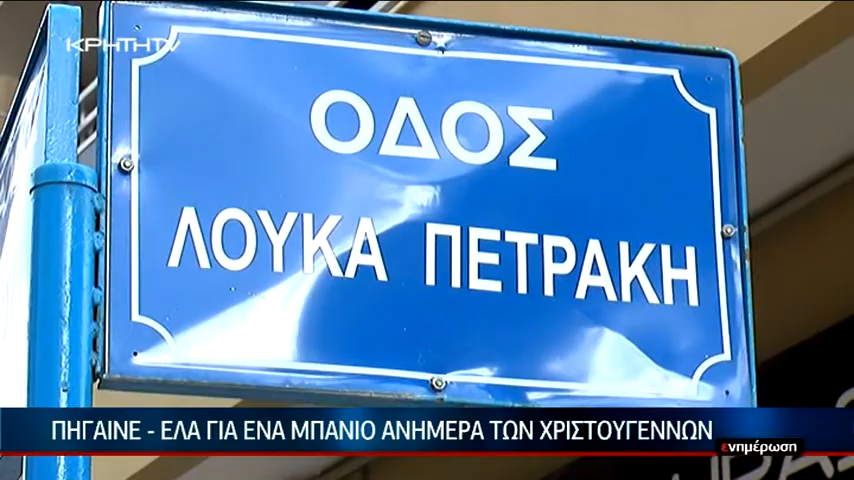 ΚΡΗΤΗTV
ΟΔΟΣ
ΛΟΥΚΑ ΠΕΤΡΑΚΗ
ΠΗΓΑΙΝΕ - ΕΛΑ ΓΙΑ ΕΝΑ ΜΠΑΝΙΟ ΑΝΗΜΕΡΑ ΤΩΝ ΧΡΙΣΤΟΥΓΕΝΝΩΝ
ενημέρωση